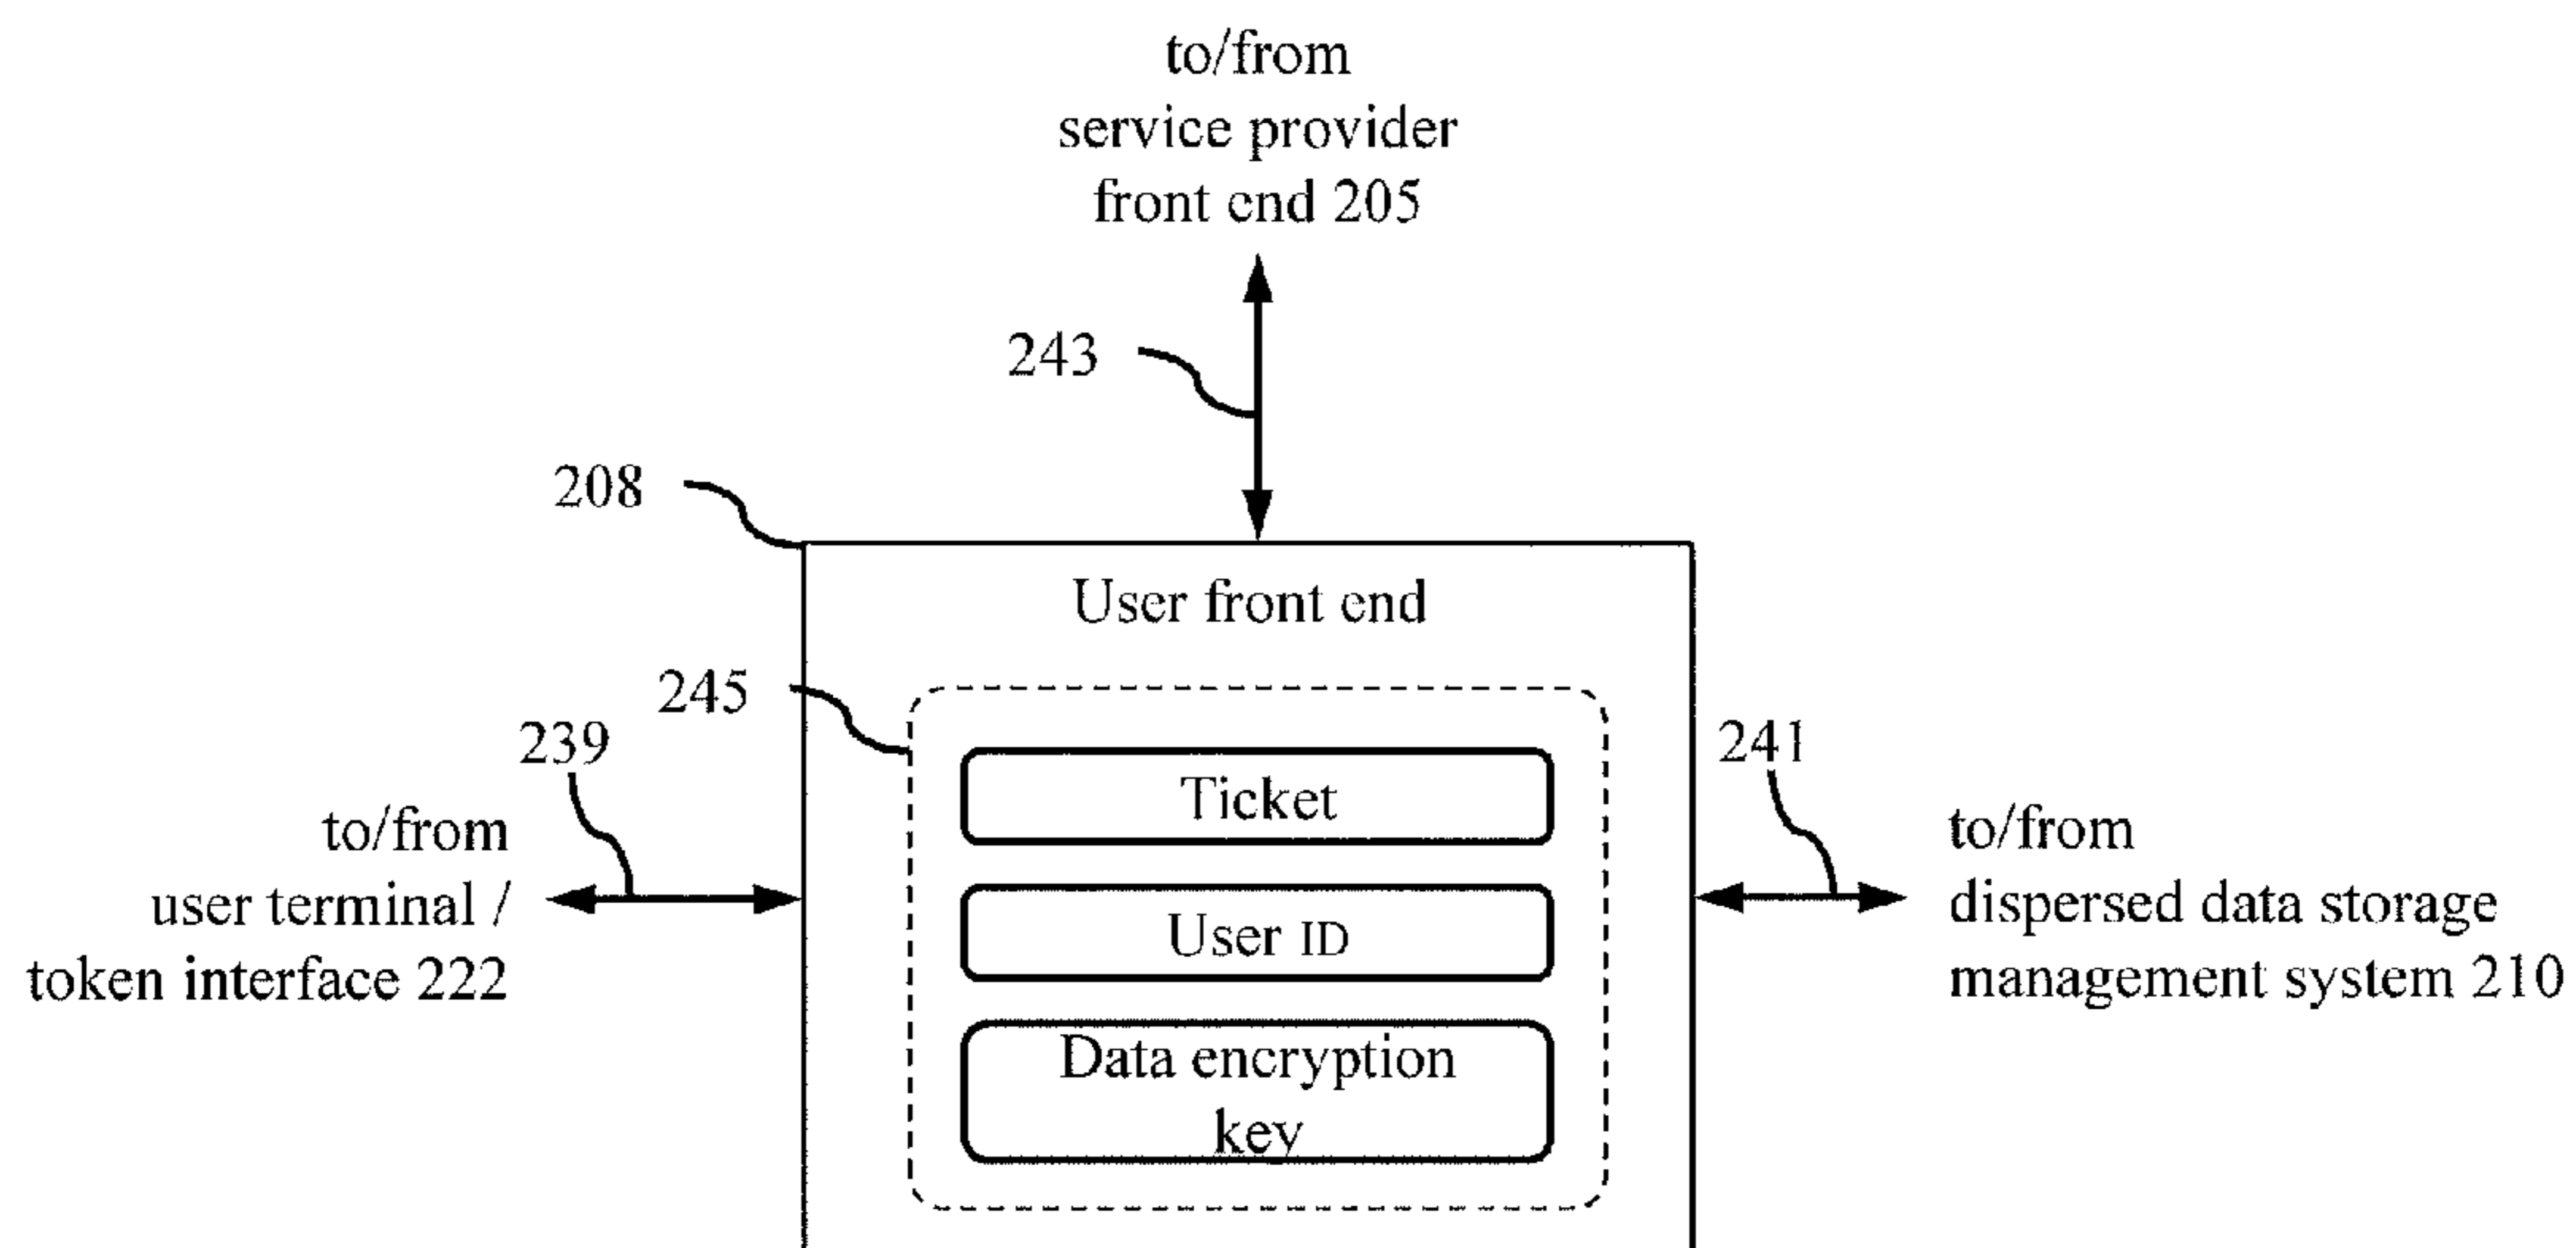 to/from
service provider
front end 205
243
208
User front end
245
239
241
Ticket
to/from
user terminal /
token interface 222
to/from
dispersed data storage
management system 210
User ID
Data encryption
key